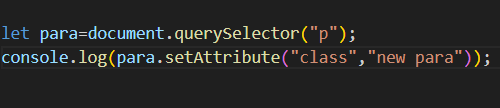 let para=document.querySelector("p");
console.log(para.setAttribute("class","new para"));